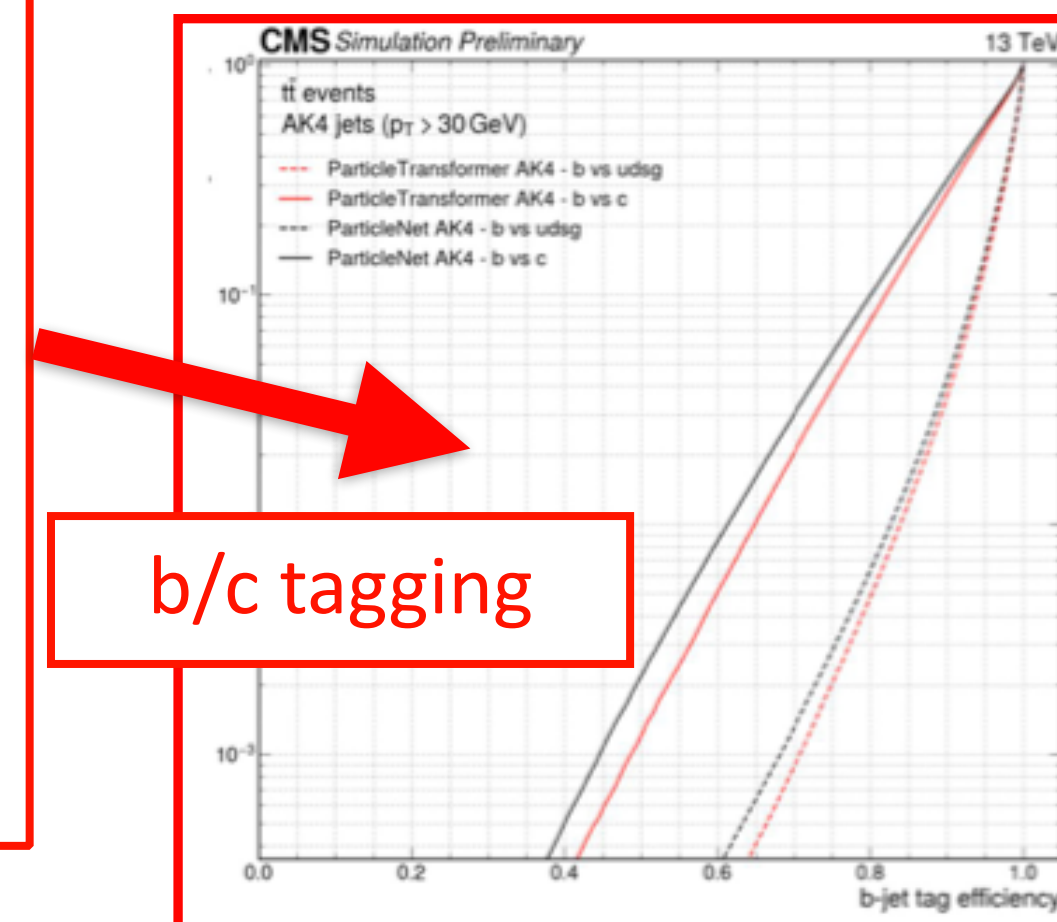 CMS Simulation Preliminary 13 TeV
10⁰
tt̄ events
AK4 jets (pT > 30 GeV)
ParticleTransformer AK4 - b vs udsg
ParticleTransformer AK4 - b vs c
ParticleNet AK4 - b vs udsg
ParticleNet AK4 - b vs c
10⁻¹
b/c tagging
10⁻³
0.0 0.2 0.4 0.6 0.8 1.0
b-jet tag efficiency